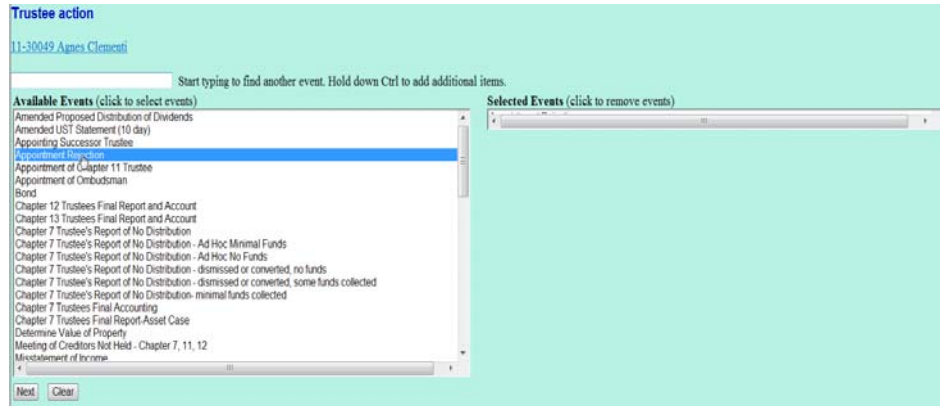 Trustee action
11-30049 Agnes Clementi
Start typing to find another event. Hold down Ctrl to add additional items.
Available Events (click to select events)
Selected Events (click to remove events)
Amended Proposed Distribution of Dividends
Amended UST Statement (10 day)
Appointing Successor Trustee
Appointment Rejection
Appointment of Chapter 11 Trustee
Appointment of Ombudsman
Bond
Chapter 12 Trustees Final Report and Account
Chapter 13 Trustees Final Report and Account
Chapter 7 Trustee's Report of No Distribution
Chapter 7 Trustee's Report of No Distribution - Ad Hoc Minimal Funds
Chapter 7 Trustee's Report of No Distribution - Ad Hoc No Funds
Chapter 7 Trustee's Report of No Distribution - dismissed or converted, no funds
Chapter 7 Trustee's Report of No Distribution - dismissed or converted, some funds collected
Chapter 7 Trustee's Report of No Distribution- minimal funds collected
Chapter 7 Trustees Final Accounting
Chapter 7 Trustees Final Report-Asset Case
Determine Value of Property
Meeting of Creditors Not Held - Chapter 7, 11, 12
Misstatement of Income
Next
Clear